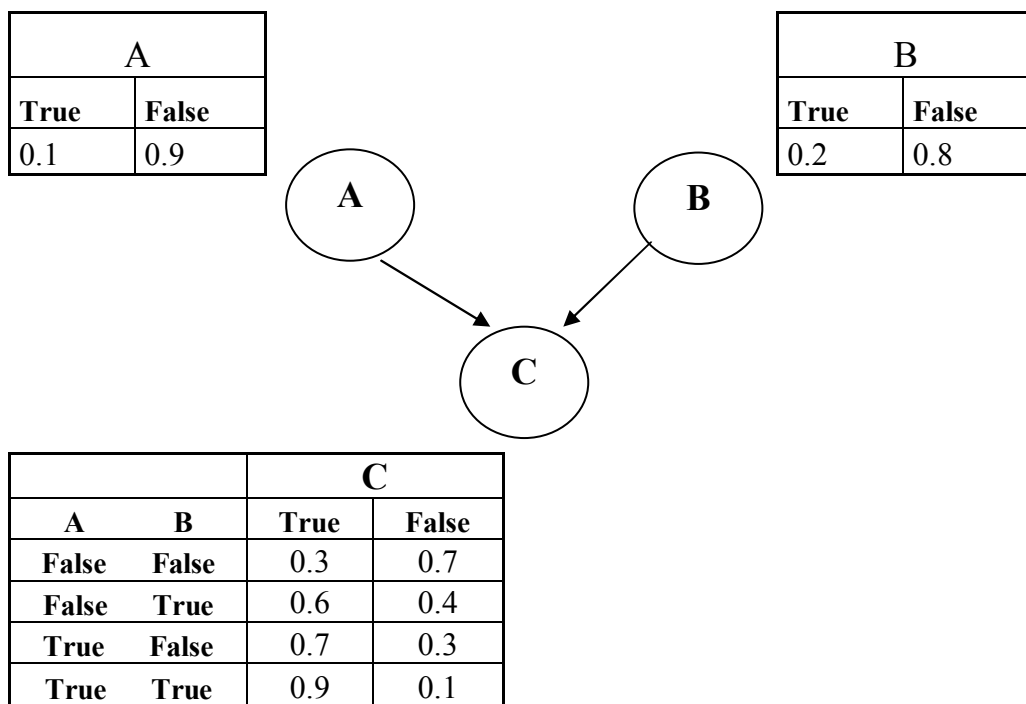 A
True False
0.1 0.9
B
True False
0.2 0.8
A
B
C
C
A B True False
False False 0.3 0.7
False True 0.6 0.4
True False 0.7 0.3
True True 0.9 0.1